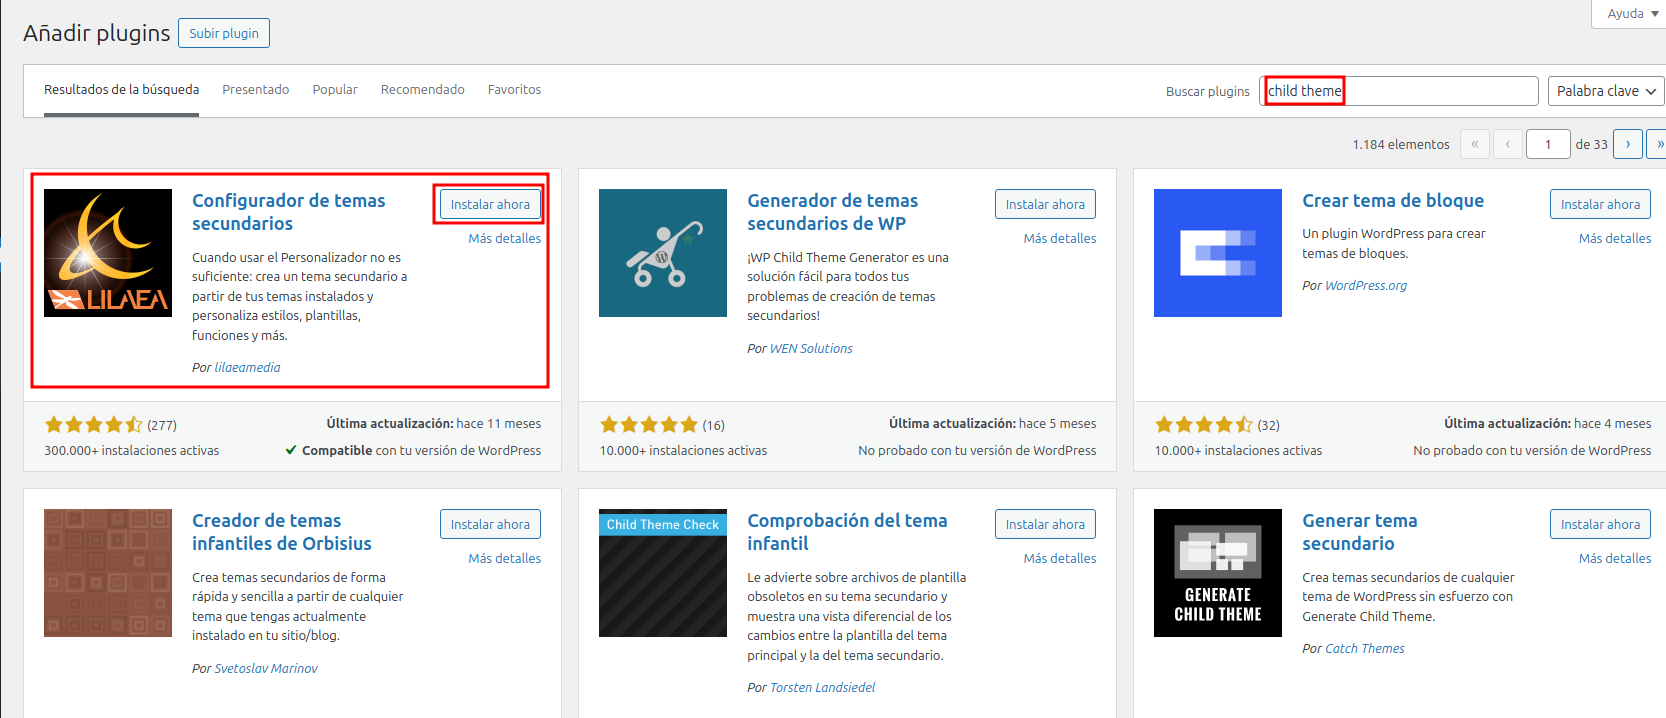 Ayuda
Añadir plugins
Subir plugin
Resultados de la búsqueda
Presentado
Popular
Recomendado
Favoritos
Buscar plugins
child theme
Palabra clave
1.184 elementos
«
‹
1
de 33
›
»
LILAEA
Configurador de temas
secundarios
Instalar ahora
Más detalles
Cuando usar el Personalizador no es
suficiente: crea un tema secundario a
partir de tus temas instalados y
personaliza estilos, plantillas,
funciones y más.
Por lilaeamedia
(277)
Última actualización: hace 11 meses
300.000+ instalaciones activas
Compatible con tu versión de WordPress
Generador de temas
secundarios de WP
Instalar ahora
Más detalles
¡WP Child Theme Generator es una
solución fácil para todos tus
problemas de creación de temas
secundarios!
Por WEN Solutions
(16)
Última actualización: hace 5 meses
10.000+ instalaciones activas
No probado con tu versión de WordPress
Crear tema de bloque
Instalar ahora
Más detalles
Un plugin WordPress para crear
temas de bloques.
Por WordPress.org
(32)
Última actualización: hace 4 meses
10.000+ instalaciones activas
No probado con tu versión de WordPress
Creador de temas
infantiles de Orbisius
Instalar ahora
Más detalles
Crea temas secundarios de forma
rápida y sencilla a partir de cualquier
tema que tengas actualmente
instalado en tu sitio/blog.
Por Svetoslav Marinov
Child Theme Check
Comprobación del tema
infantil
Instalar ahora
Más detalles
Le advierte sobre archivos de plantilla
obsoletos en su tema secundario y
muestra una vista diferencial de los
cambios entre la plantilla del tema
principal y la del tema secundario.
Por Torsten Landsiedel
GENERATE
CHILD THEME
Generar tema
secundario
Instalar ahora
Más detalles
Crea temas secundarios de cualquier
tema de WordPress sin esfuerzo con
Generate Child Theme.
Por Catch Themes